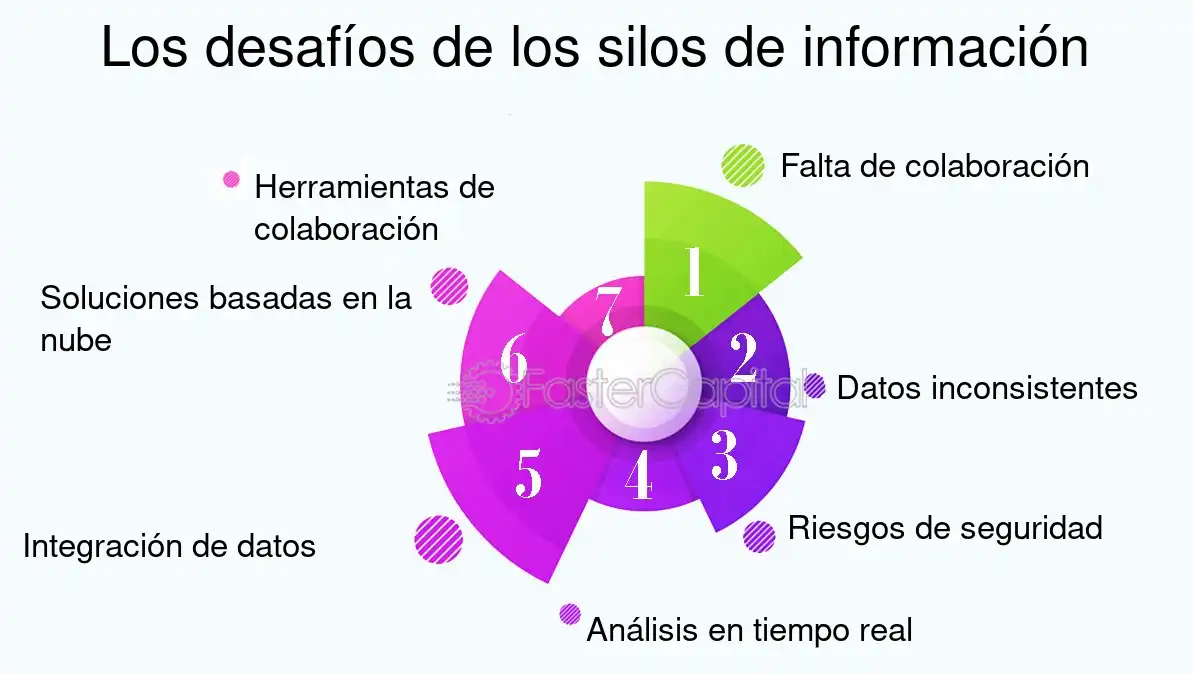 Los desafíos de los silos de información
Falta de colaboración
Herramientas de
colaboración
Soluciones basadas en la
nube
1
7
6
2
FasterCapital
Datos inconsistentes
3
4
5
Riesgos de seguridad
Integración de datos
Análisis en tiempo real